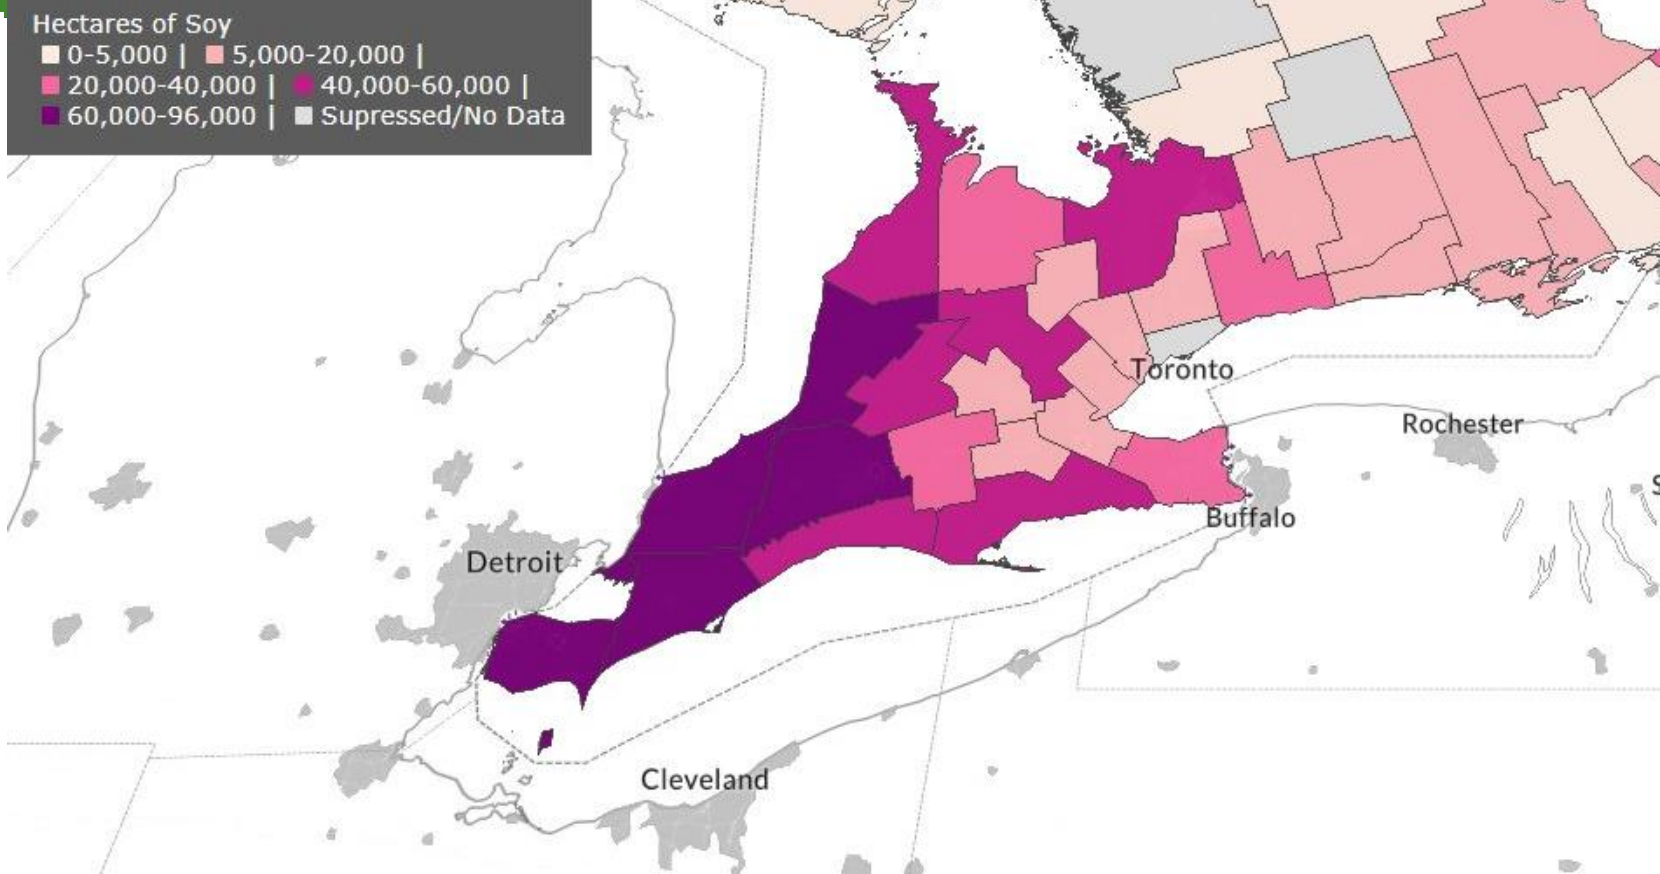 Hectares of Soy
0-5,000 | 5,000-20,000 |
20,000-40,000 | 40,000-60,000 |
60,000-96,000 | Supressed/No Data
Toronto
Rochester
S
Buffalo
Detroit
Cleveland